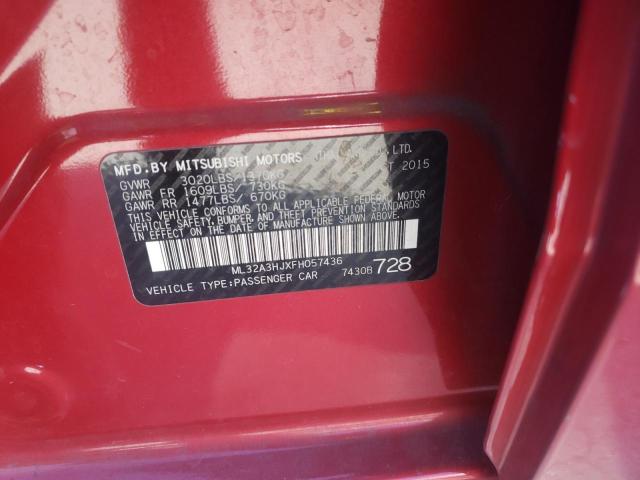 MFD.BY MITSUBISHI MOTORS CO.,LTD.
GVWR 3020LBS/1370KG T 2015
GAWR FR 1609LBS/ 730KG
GAWR RR 1477LBS/ 670KG
THIS VEHICLE CONFORMS TO ALL APPLICABLE FEDERAL MOTOR
VEHICLE SAFETY, BUMPER, AND THEFT PREVENTION STANDARDS
IN EFFECT ON THE DATE OF MANUFACTURE SHOWN ABOVE.
ML32A3HJXFH057436
VEHICLE TYPE:PASSENGER CAR 7430B 728